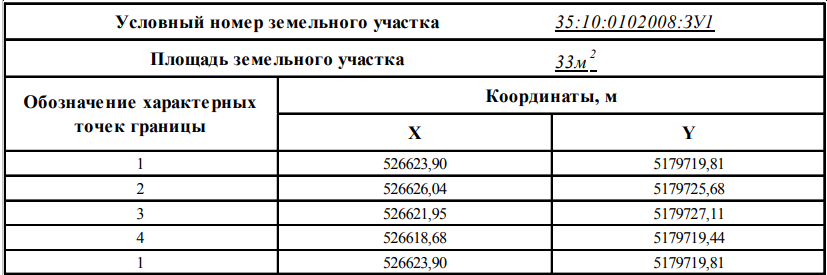 Условный номер земельного участка 35:10:0102008:ЗУ1
Площадь земельного участка 33м 2
Обозначение характерных точек границы Координаты, м
X Y
1 526623,90 5179719,81
2 526626,04 5179725,68
3 526621,95 5179727,11
4 526618,68 5179719,44
1 526623,90 5179719,81